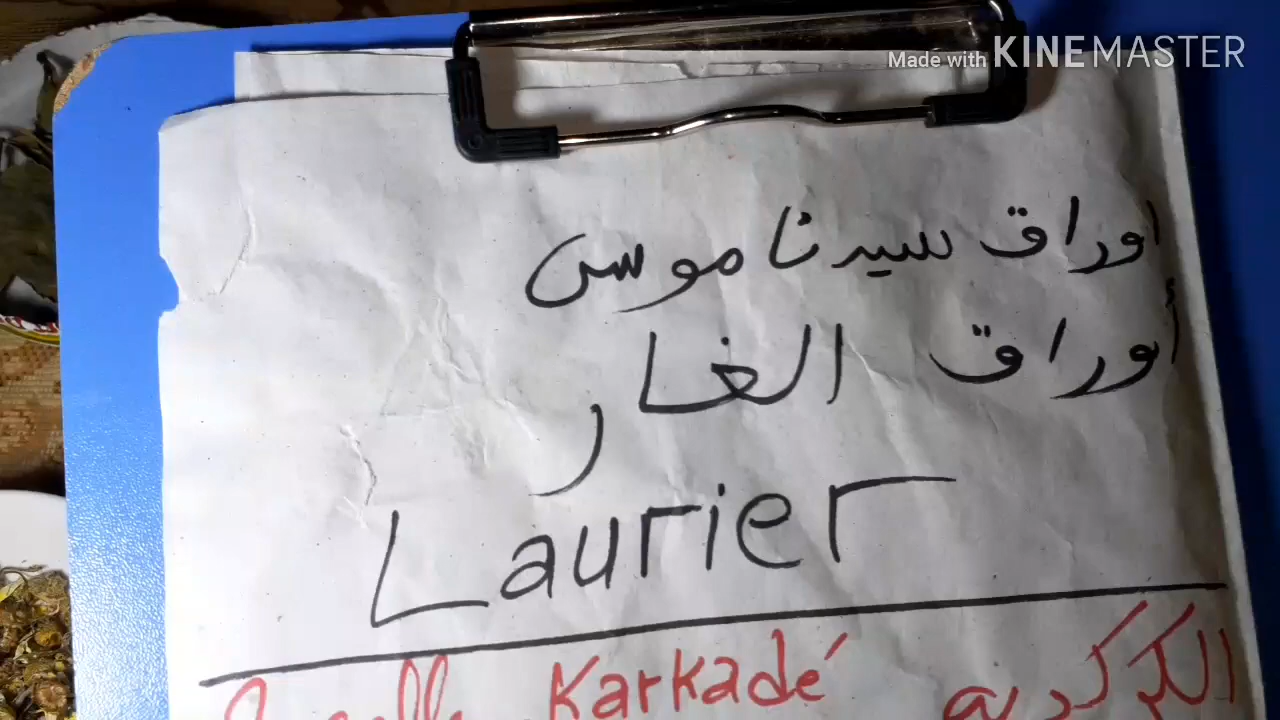 Made with KINEMASTER
اوراق سيدنا موسى
أوراق الغار
Laurier
Karkadé الكركديه